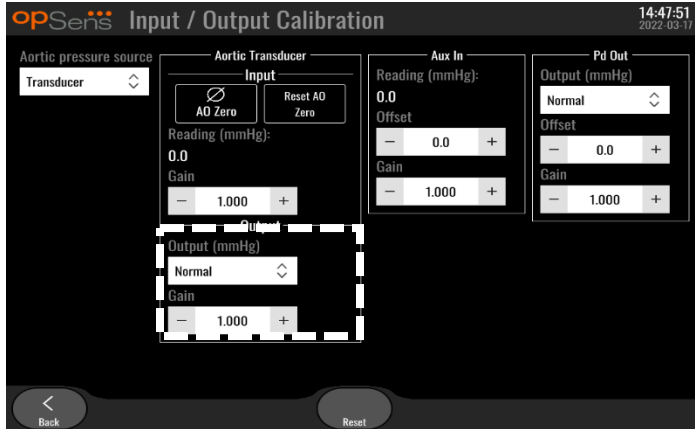 opSens Input / Output Calibration
14:47:51
2022-03-17
Aortic pressure source
Transducer
Aortic Transducer
Input
AO Zero
Reset AO
Zero
Reading (mmHg):
0.0
Gain
− 1.000 +
Output
Output (mmHg)
Normal
Gain
− 1.000 +
Aux In
Reading (mmHg):
0.0
Offset
− 0.0 +
Gain
− 1.000 +
Pd Out
Output (mmHg)
Normal
Offset
− 0.0 +
Gain
− 1.000 +
Back
Reset